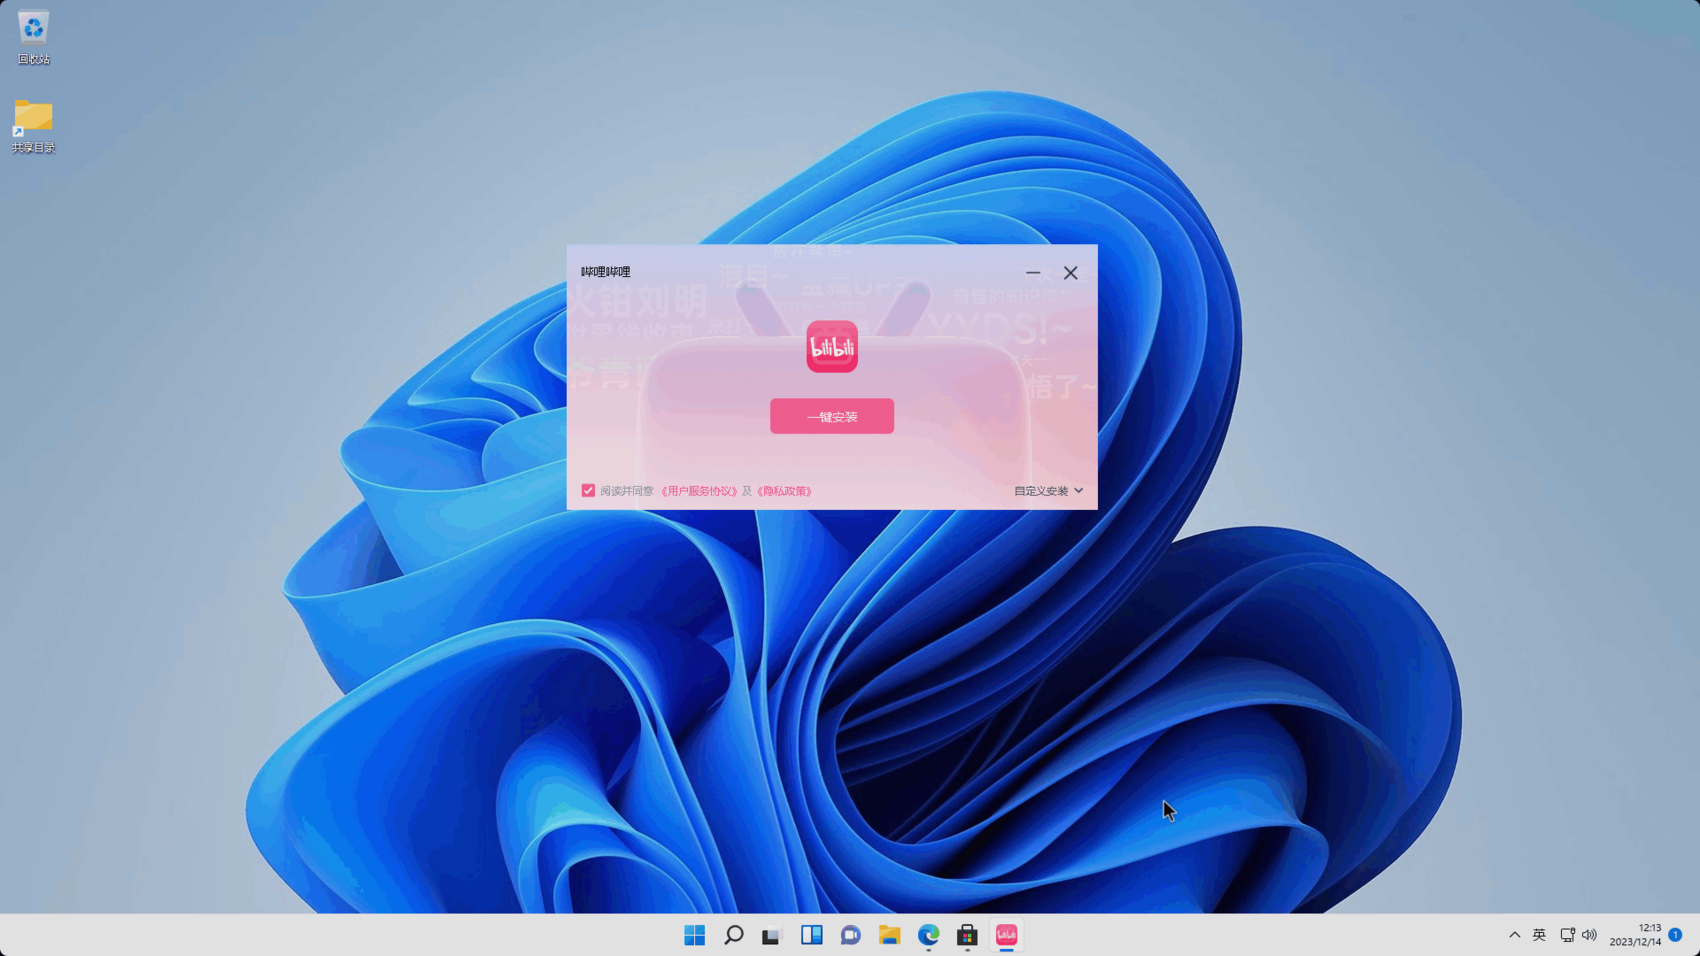 回收站
共享目录
哔哩哔哩
泪目~
火钳刘明
YYDS!~
悟了~
bilibili
一键安装
阅读并同意 《用户服务协议》 及 《隐私政策》
自定义安装
英
12:13
2023/12/14
1